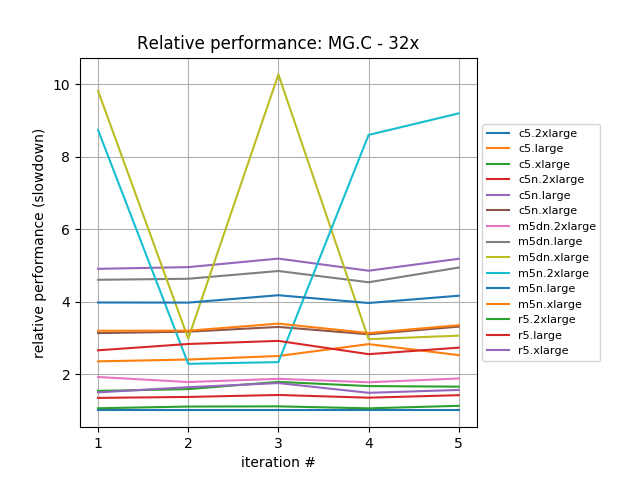 Relative performance: MG.C - 32x
relative performance (slowdown)
10
8
6
4
2
1 2 3 4 5
iteration #
c5.2xlarge
c5.large
c5.xlarge
c5n.2xlarge
c5n.large
c5n.xlarge
m5dn.2xlarge
m5dn.large
m5dn.xlarge
m5n.2xlarge
m5n.large
m5n.xlarge
r5.2xlarge
r5.large
r5.xlarge